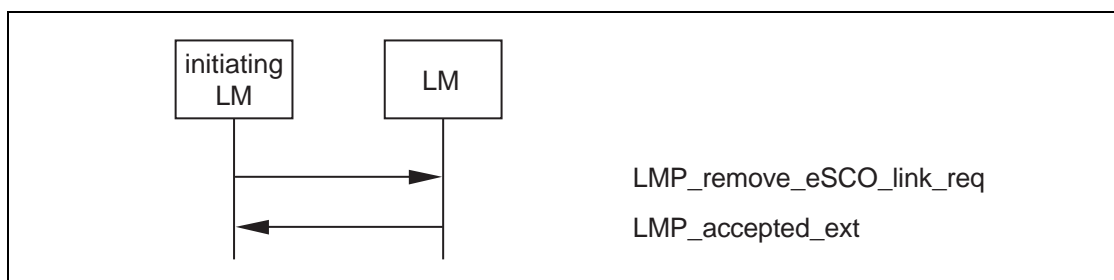 initiating
LM
LM
LMP_remove_eSCO_link_req
LMP_accepted_ext